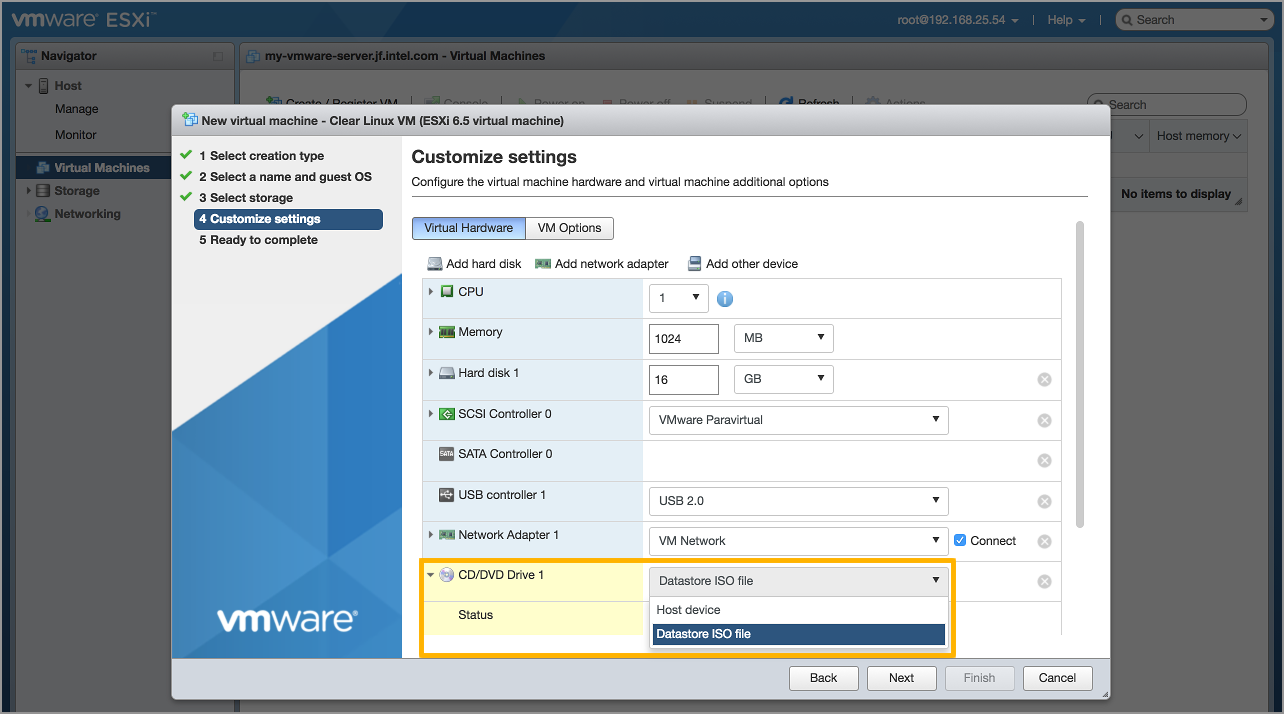 vmware ESXi™
root@192.168.25.54 | Help | Search
Navigator
my-vmware-server.jf.intel.com - Virtual Machines
Host
Manage
Monitor
Virtual Machines
Storage
Networking
Create / Register VM | Console | Power on Power off Suspend | Refresh | Actions
Search
Host memory
No items to display
New virtual machine - Clear Linux VM (ESXi 6.5 virtual machine)
1 Select creation type
2 Select a name and guest OS
3 Select storage
4 Customize settings
5 Ready to complete
vmware®
Customize settings
Configure the virtual machine hardware and virtual machine additional options
Virtual Hardware VM Options
Add hard disk Add network adapter Add other device
CPU 1
Memory 1024 MB
Hard disk 1 16 GB
SCSI Controller 0 VMware Paravirtual
SATA SATA Controller 0
USB controller 1 USB 2.0
Network Adapter 1 VM Network Connect
CD/DVD Drive 1 Datastore ISO file
Host device
Status
Datastore ISO file
Back Next Finish Cancel